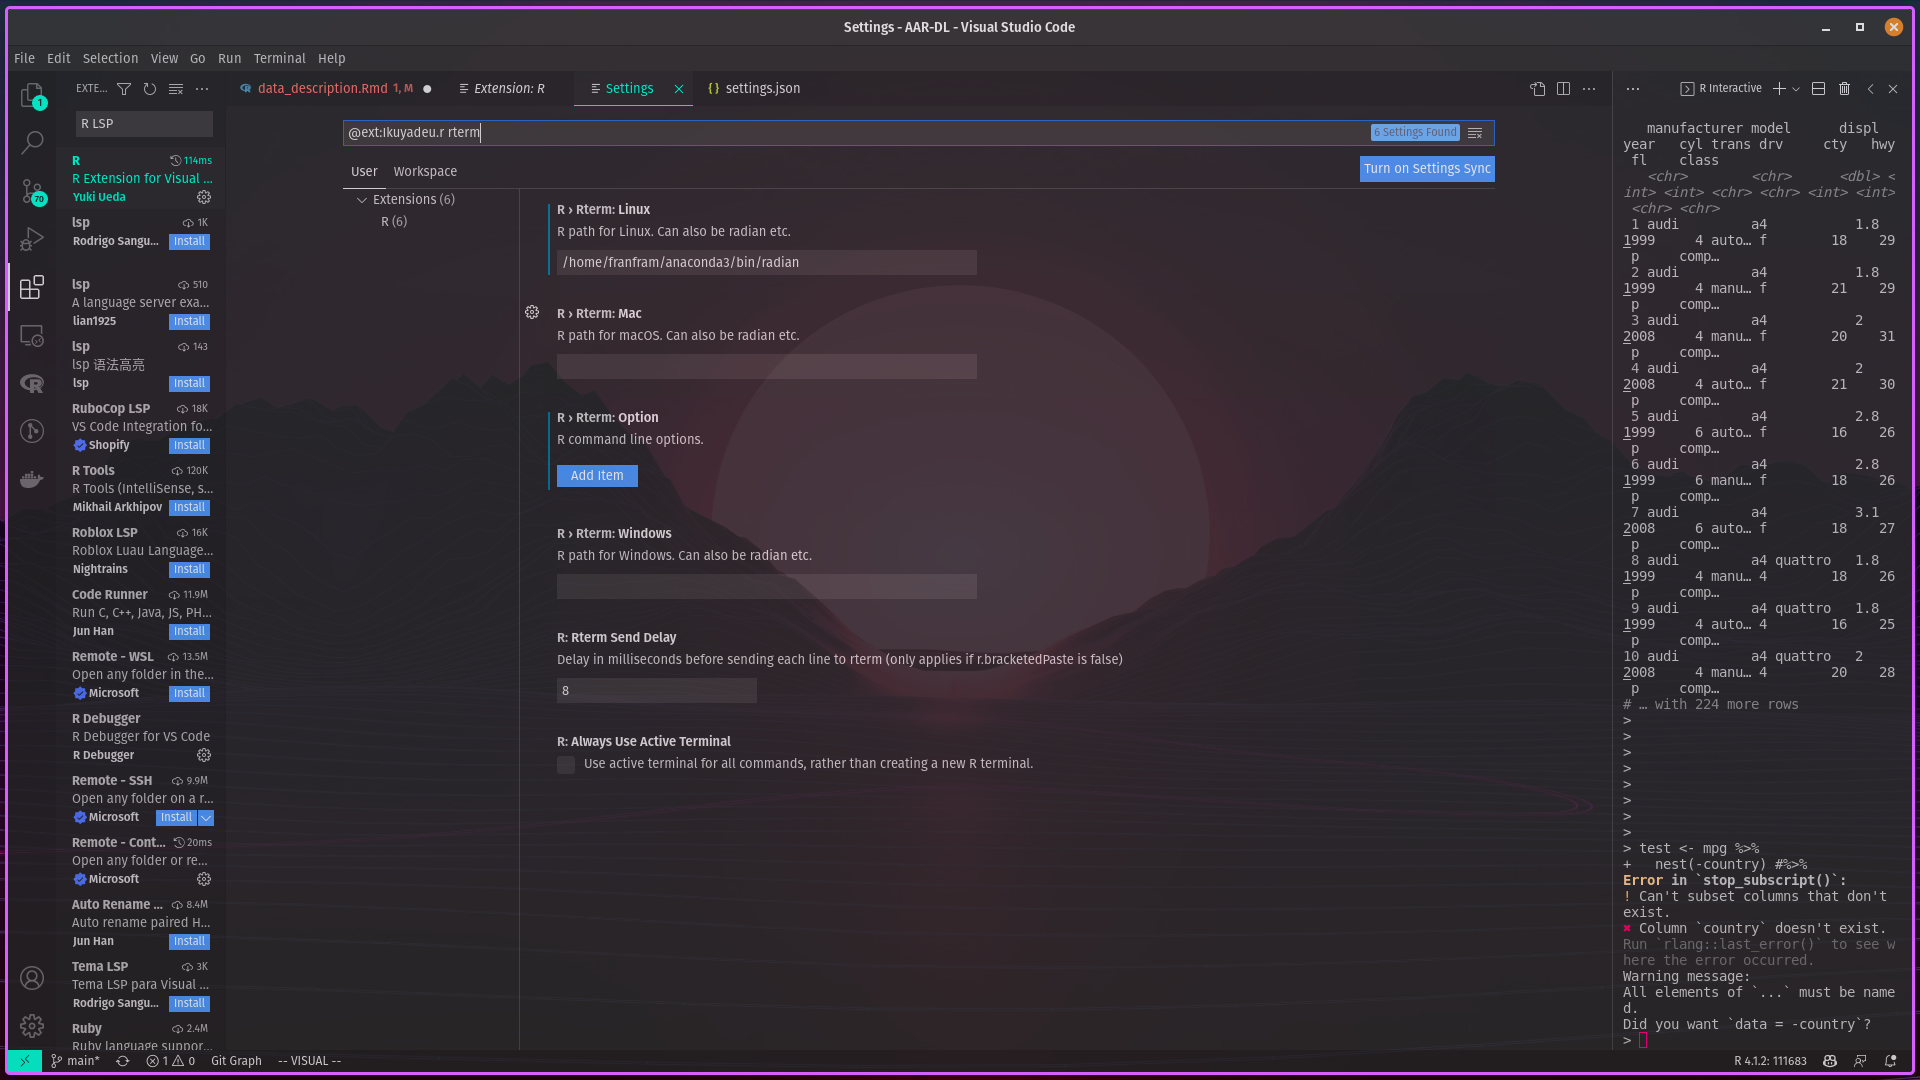 Settings - AAR-DL - Visual Studio Code
File Edit Selection View Go Run Terminal Help
EXTE...
data_description.Rmd 1, M
Extension: R
Settings
settings.json
R Interactive
1
70
R LSP
R 114ms
R Extension for Visual ...
Yuki Ueda
lsp 1K
Rodrigo Sangu... Install
lsp 510
A language server exa...
lian1925 Install
lsp 143
lsp 语法高亮
lsp Install
RuboCop LSP 18K
VS Code Integration fo...
Shopify Install
R Tools 120K
R Tools (IntelliSense, s...
Mikhail Arkhipov Install
Roblox LSP 16K
Roblox Luau Language...
Nightrains Install
Code Runner 11.9M
Run C, C++, Java, JS, PH...
Jun Han Install
Remote - WSL 13.5M
Open any folder in the...
Microsoft Install
R Debugger
R Debugger for VS Code
R Debugger
Remote - SSH 9.9M
Open any folder on a r...
Microsoft Install
Remote - Cont... 20ms
Open any folder or re...
Microsoft
Auto Rename ... 8.4M
Auto rename paired H...
Jun Han Install
Tema LSP 3K
Tema LSP para Visual ...
Rodrigo Sangu... Install
Ruby 2.4M
Ruby language suppor...
@ext:Ikuyadeu.r rterm 6 Settings Found
User Workspace Turn on Settings Sync
Extensions (6)
R (6)
R › Rterm: Linux
R path for Linux. Can also be radian etc.
/home/franfram/anaconda3/bin/radian
R › Rterm: Mac
R path for macOS. Can also be radian etc.
R › Rterm: Option
R command line options.
Add Item
R › Rterm: Windows
R path for Windows. Can also be radian etc.
R: Rterm Send Delay
Delay in milliseconds before sending each line to rterm (only applies if r.bracketedPaste is false)
8
R: Always Use Active Terminal
Use active terminal for all commands, rather than creating a new R terminal.
manufacturer model displ
year cyl trans drv cty hwy
fl class
<chr> <chr> <dbl> <
int> <int> <chr> <chr> <int> <int>
<chr> <chr>
1 audi a4 1.8
1999 4 auto… f 18 29
p comp…
2 audi a4 1.8
1999 4 manu… f 21 29
p comp…
3 audi a4 2
2008 4 manu… f 20 31
p comp…
4 audi a4 2
2008 4 auto… f 21 30
p comp…
5 audi a4 2.8
1999 6 auto… f 16 26
p comp…
6 audi a4 2.8
1999 6 manu… f 18 26
p comp…
7 audi a4 3.1
2008 6 auto… f 18 27
p comp…
8 audi a4 quattro 1.8
1999 4 manu… 4 18 26
p comp…
9 audi a4 quattro 1.8
1999 4 auto… 4 16 25
p comp…
10 audi a4 quattro 2
2008 4 manu… 4 20 28
p comp…
# … with 224 more rows
>
>
>
>
>
>
>
>
> test <- mpg %>%
+ nest(-country) #%>%
Error in `stop_subscript()`:
! Can't subset columns that don't
exist.
✖ Column `country` doesn't exist.
Run `rlang::last_error()` to see w
here the error occurred.
Warning message:
All elements of `...` must be name
d.
Did you want `data = -country`?
>
main* 1 0 Git Graph -- VISUAL -- R 4.1.2: 111683